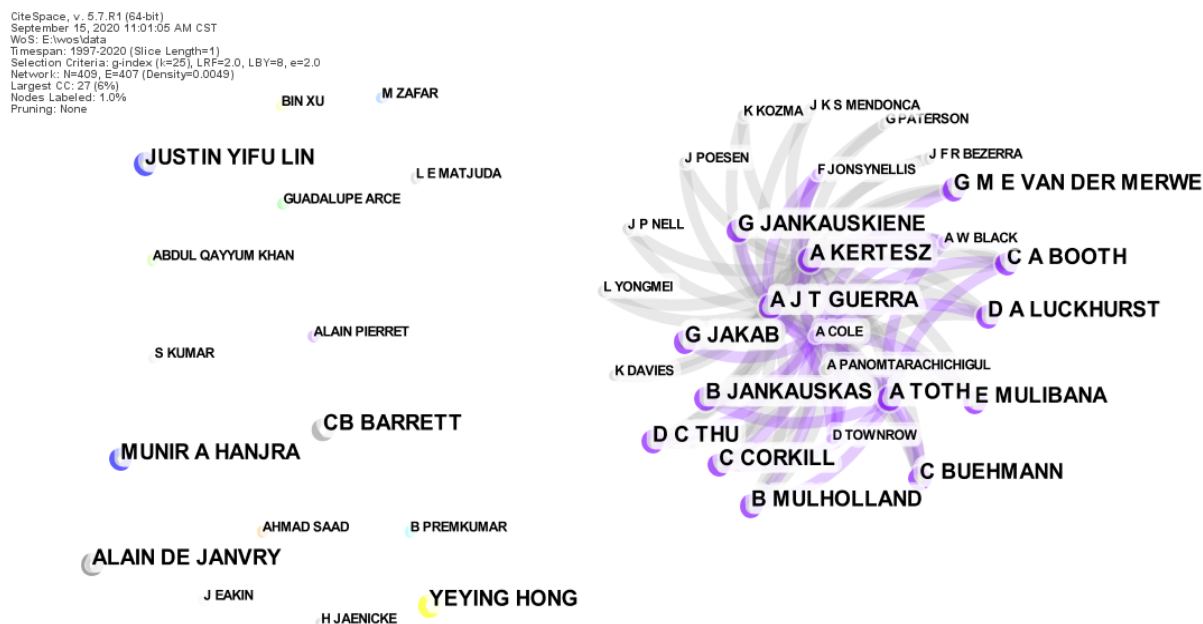 CiteSpace, v. 5.7.R1 (64-bit)
September 15, 2020 11:01:05 AM CST
WoS: E:\wos\data
Timespan: 1997-2020 (Slice Length=1)
Selection Criteria: g-index (k=25), LRF=2.0, LBY=8, e=2.0
Network: N=409, E=407 (Density=0.0049)
Largest CC: 27 (6%)
Nodes Labeled: 1.0%
Pruning: None
BIN XU
M ZAFAR
JUSTIN YIFU LIN
L E MATJUDA
GUADALUPE ARCE
ABDUL QAYYUM KHAN
ALAIN PIERRET
S KUMAR
CB BARRETT
MUNIR A HANJRA
AHMAD SAAD
B PREMKUMAR
ALAIN DE JANVRY
J EAKIN
YEYING HONG
H JAENICKE
K KOZMA
J K S MENDONCA
G PATERSON
J POESEN
J F R BEZERRA
F JONSYNELLIS
G M E VAN DER MERWE
J P NELL
G JANKAUSKIENE
A W BLACK
A KERTESZ
C A BOOTH
L YONGMEI
A J T GUERRA
D A LUCKHURST
G JAKAB
A COLE
K DAVIES
A PANOMTARACHICHIGUL
B JANKAUSKAS
A TOTH
E MULIBANA
D C THU
D TOWNROW
C CORKILL
C BUEHMANN
B MULHOLLAND